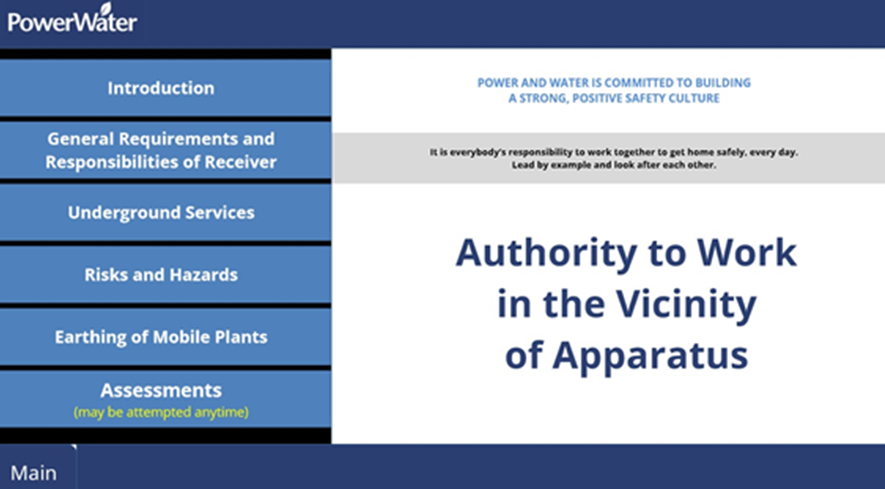 PowerWater
Introduction
General Requirements and
Responsibilities of Receiver
Underground Services
Risks and Hazards
Earthing of Mobile Plants
Assessments
(may be attempted anytime)
POWER AND WATER IS COMMITTED TO BUILDING
A STRONG, POSITIVE SAFETY CULTURE
It is everybody's responsibility to work together to get home safely, every day.
Lead by example and look after each other.
Authority to Work
in the Vicinity
of Apparatus
Main